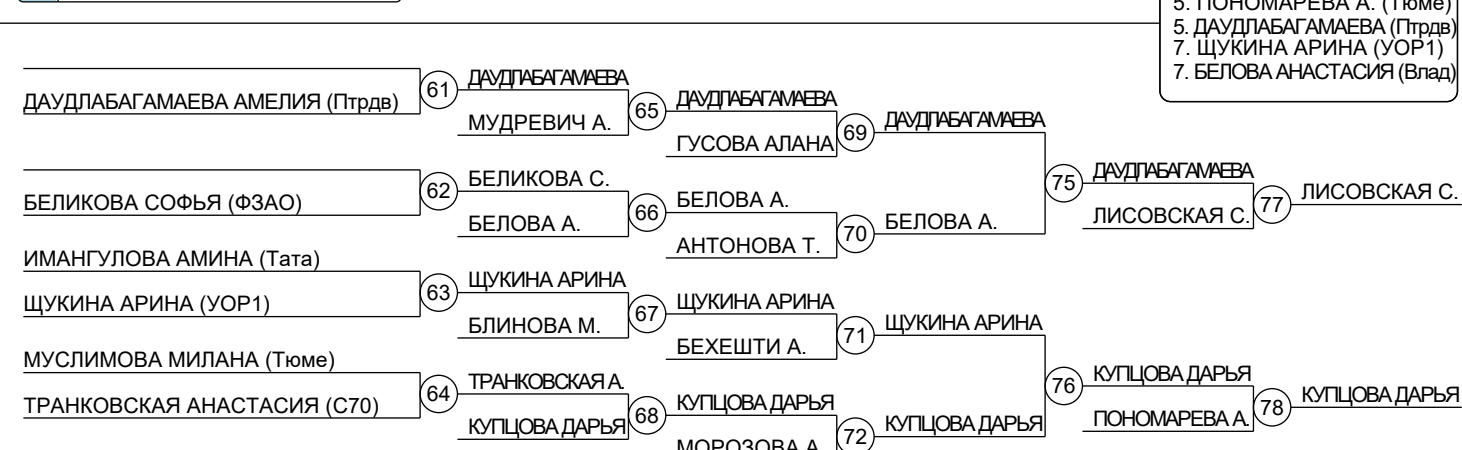 5. ПОНОМАРЕВА А. (Тюме)
5. ДАУДЛАБАГАМАЕВА (Птрдв)
7. ЩУКИНА АРИНА (УОР1)
7. БЕЛОВА АНАСТАСИЯ (Влад)
ДАУДЛАБАГАМАЕВА АМЕЛИЯ (Птрдв)
61
ДАУДЛАБАГАМАЕВА
МУДРЕВИЧ А.
65
ДАУДЛАБАГАМАЕВА
ГУСОВА АЛАНА
69
ДАУДЛАБАГАМАЕВА
БЕЛИКОВА СОФЬЯ (ФЗАО)
62
БЕЛИКОВА С.
БЕЛОВА А.
66
БЕЛОВА А.
АНТОНОВА Т.
70
БЕЛОВА А.
75
ДАУДЛАБАГАМАЕВА
ЛИСОВСКАЯ С.
77
ЛИСОВСКАЯ С.
ИМАНГУЛОВА АМИНА (Тата)
ЩУКИНА АРИНА (УОР1)
63
ЩУКИНА АРИНА
БЛИНОВА М.
67
ЩУКИНА АРИНА
БЕХЕШТИ А.
71
ЩУКИНА АРИНА
МУСЛИМОВА МИЛАНА (Тюме)
ТРАНКОВСКАЯ АНАСТАСИЯ (С70)
64
ТРАНКОВСКАЯ А.
КУПЦОВА ДАРЬЯ
68
КУПЦОВА ДАРЬЯ
МОРОЗОВА А.
72
КУПЦОВА ДАРЬЯ
76
КУПЦОВА ДАРЬЯ
ПОНОМАРЕВА А.
78
КУПЦОВА ДАРЬЯ